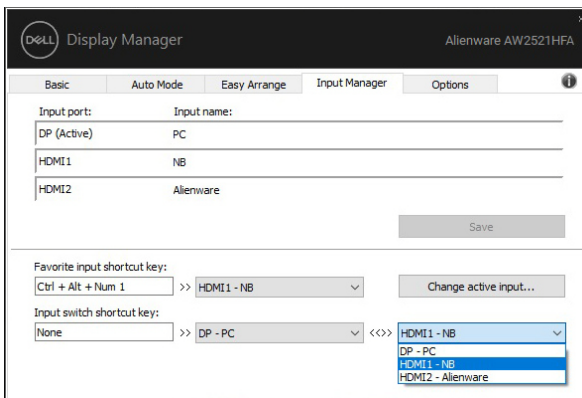 DELL Display Manager Alienware AW2521HFA
Basic Auto Mode Easy Arrange Input Manager Options
Input port: Input name:
DP (Active) PC
HDMI1 NB
HDMI2 Alienware
Save
Favorite input shortcut key:
Ctrl + Alt + Num 1 >> HDMI1 - NB Change active input...
Input switch shortcut key:
None >> DP - PC <<>> HDMI1 - NB
DP - PC
HDMI1 - NB
HDMI2 - Alienware